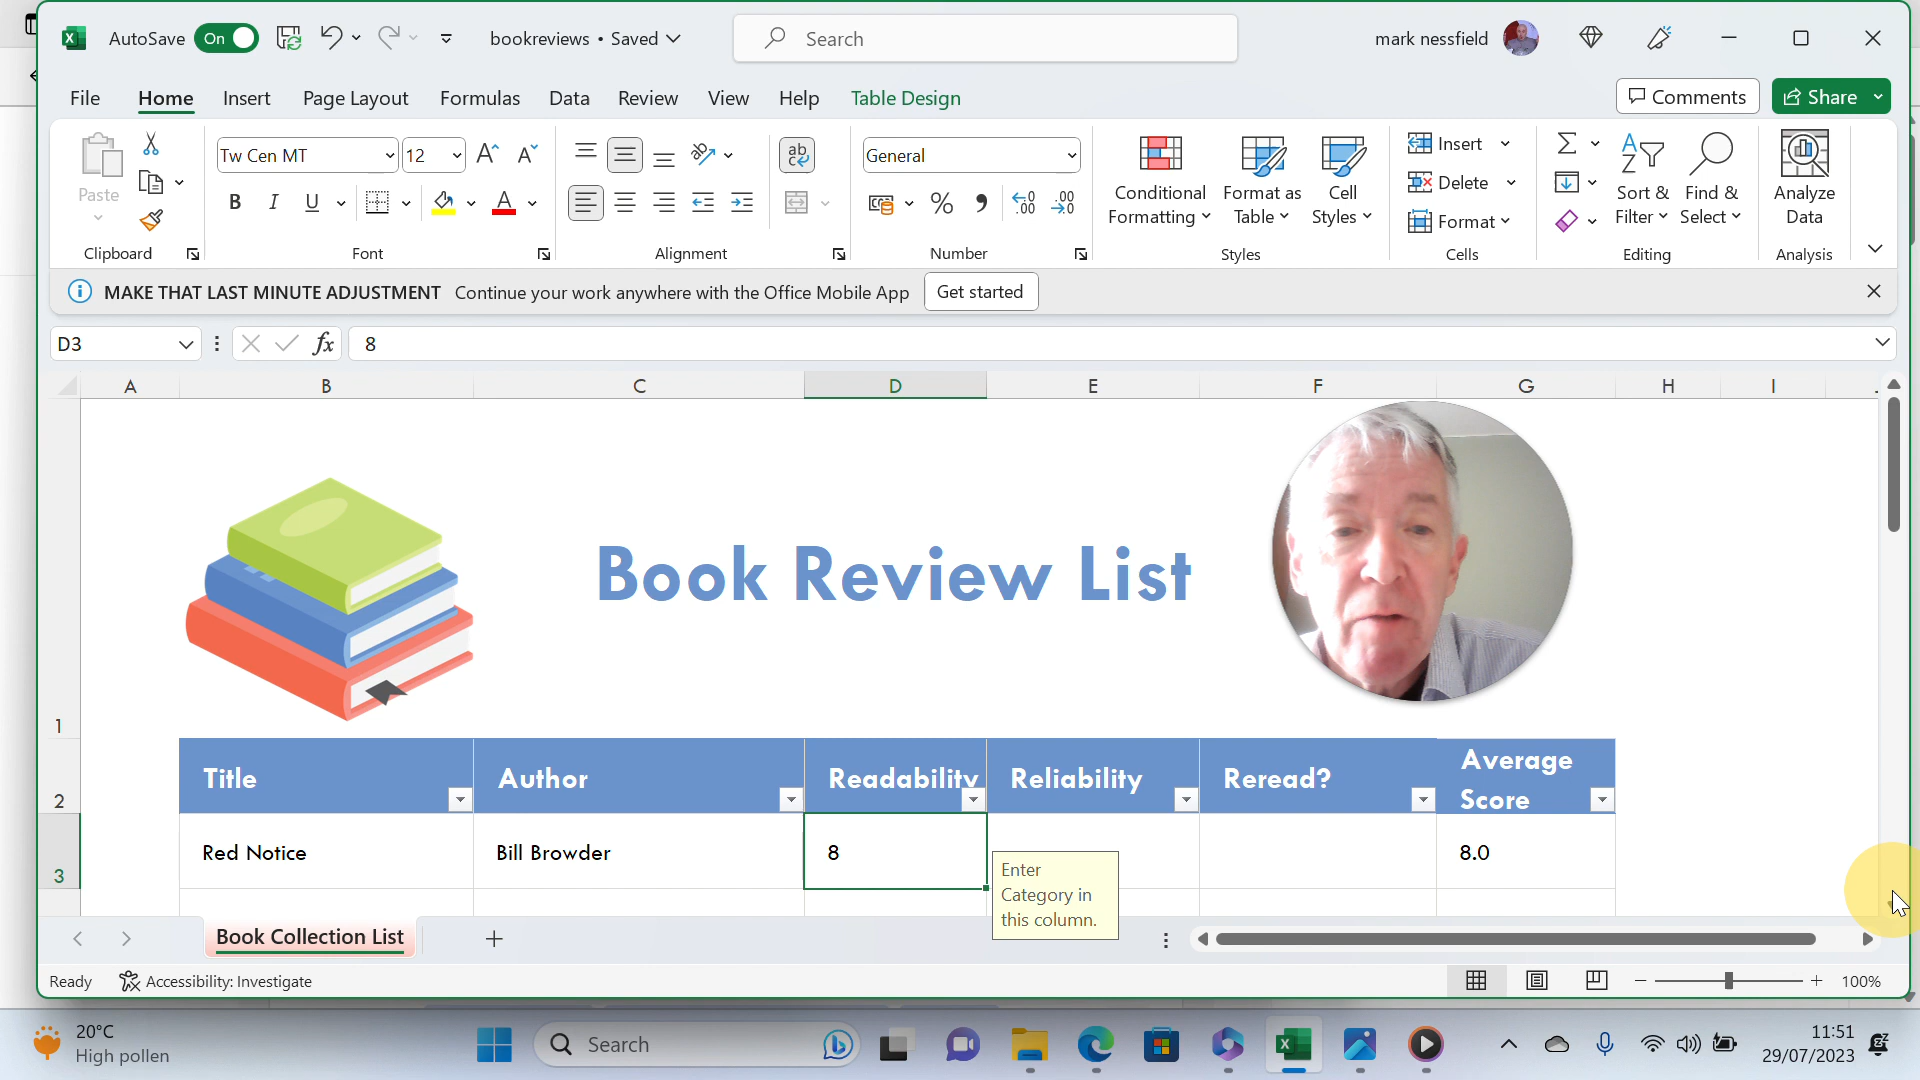 AutoSave On bookreviews • Saved Search mark nessfield
File Home Insert Page Layout Formulas Data Review View Help Table Design Comments Share
Paste
Clipboard
Tw Cen MT 12
B I U A
Font
ab
Alignment
General
% 9
Number
Conditional
Formatting
Format as
Table
Cell
Styles
Styles
Insert
Delete
Format
Cells
Sort &
Filter
Find &
Select
Editing
Analyze
Data
Analysis
MAKE THAT LAST MINUTE ADJUSTMENT Continue your work anywhere with the Office Mobile App Get started
D3 fx 8
A B C D E F G H I
Book Review List
1
2 Title Author Readability Reliability Reread? Average
Score
3 Red Notice Bill Browder 8 8.0
Enter
Category in
this column.
Book Collection List
Ready Accessibility: Investigate 100%
20°C
High pollen
Search
11:51
29/07/2023